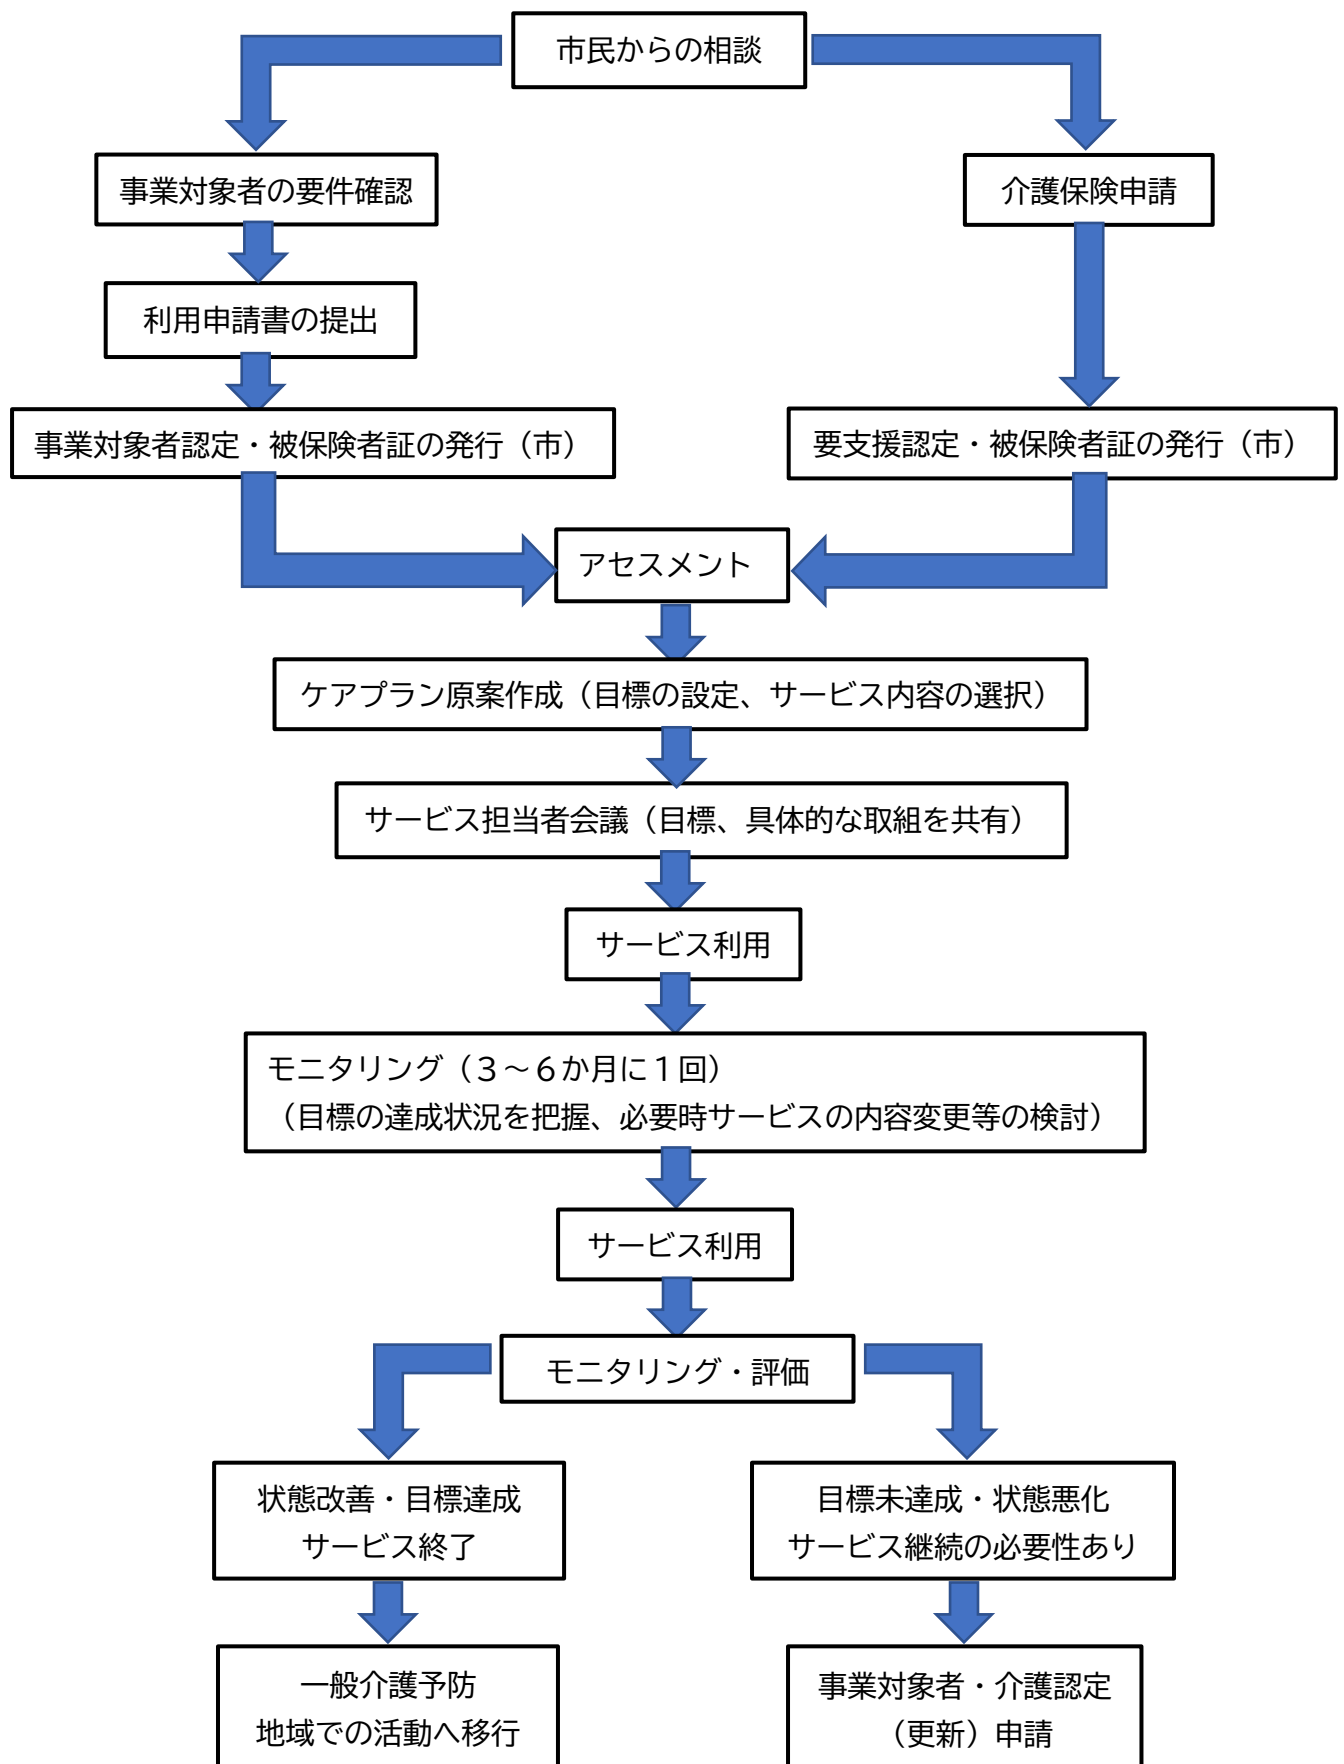 市民からの相談
事業対象者の要件確認
介護保険申請
利用申請書の提出
事業対象者認定・被保険者証の発行（市）
要支援認定・被保険者証の発行（市）
アセスメント
ケアプラン原案作成（目標の設定、サービス内容の選択）
サービス担当者会議（目標、具体的な取組を共有）
サービス利用
モニタリング（３～６か月に１回）
（目標の達成状況を把握、必要時サービスの内容変更等の検討）
サービス利用
モニタリング・評価
状態改善・目標達成
サービス終了
目標未達成・状態悪化
サービス継続の必要性あり
一般介護予防
地域での活動へ移行
事業対象者・介護認定
（更新）申請